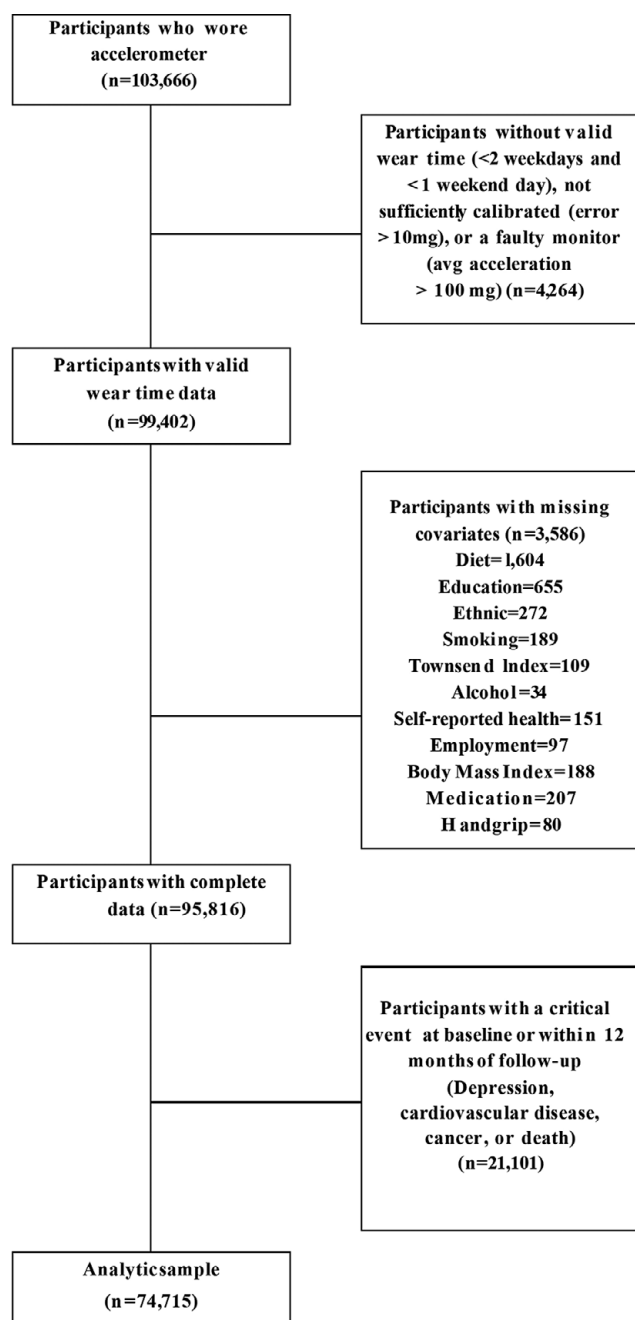 Participants who wore
accelerometer
(n=103,666)
Participants without valid
wear time (<2 weekdays and
<1 weekend day), not
sufficiently calibrated (error
>10mg), or a faulty monitor
(avg acceleration
> 100 mg) (n=4,264)
Participants with valid
wear time data
(n=99,402)
Participants with missing
covariates (n=3,586)
Diet=1,604
Education=655
Ethnic=272
Smoking=189
Townsend Index=109
Alcohol=34
Self-reported health=151
Employment=97
Body Mass Index=188
Medication=207
Handgrip=80
Participants with complete
data (n=95,816)
Participants with a critical
event at baseline or within 12
months of follow-up
(Depression,
cardiovascular disease,
cancer, or death)
(n=21,101)
Analytic sample
(n=74,715)